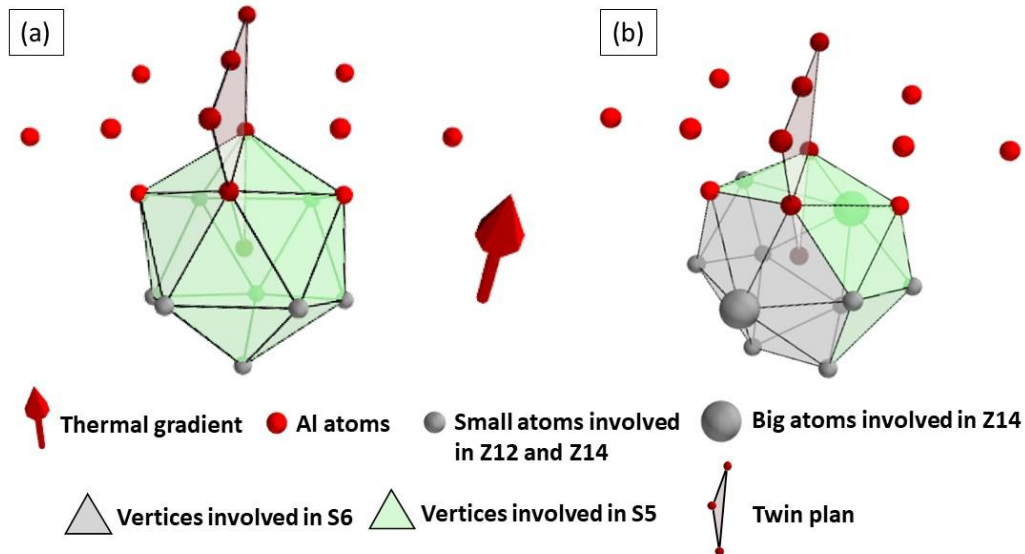 (a)
(b)
Thermal gradient
Al atoms
Small atoms involved
in Z12 and Z14
Big atoms involved in Z14
Vertices involved in S6
Vertices involved in S5
Twin plan